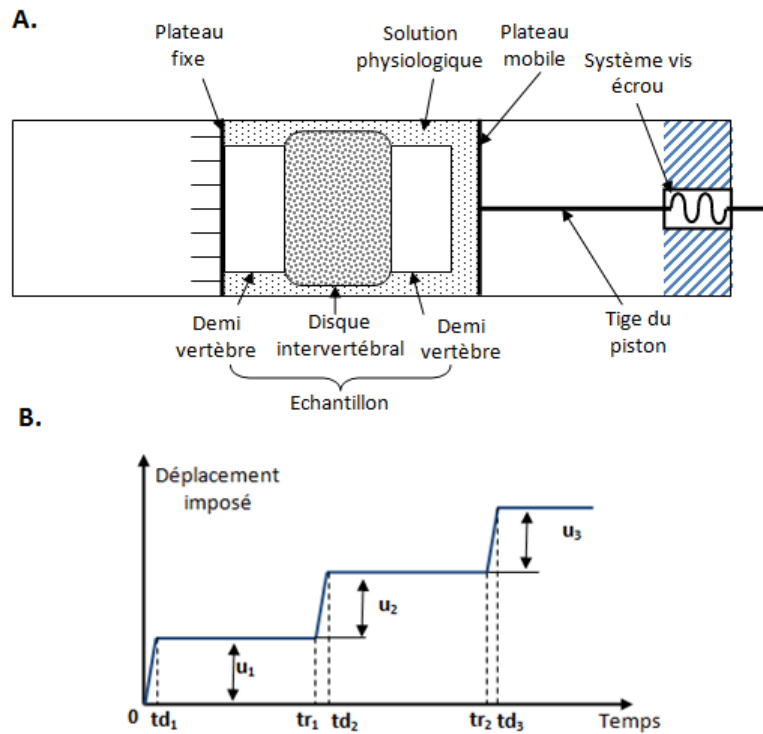 A.
Plateau
fixe
Solution
physiologique
Plateau
mobile
Système vis
écrou
Demi
vertèbre
Disque
intervertébral
Demi
vertèbre
Tige du
piston
Echantillon
B.
Déplacement
imposé
u3
u2
u1
0 td1 tr1 td2 tr2 td3 Temps